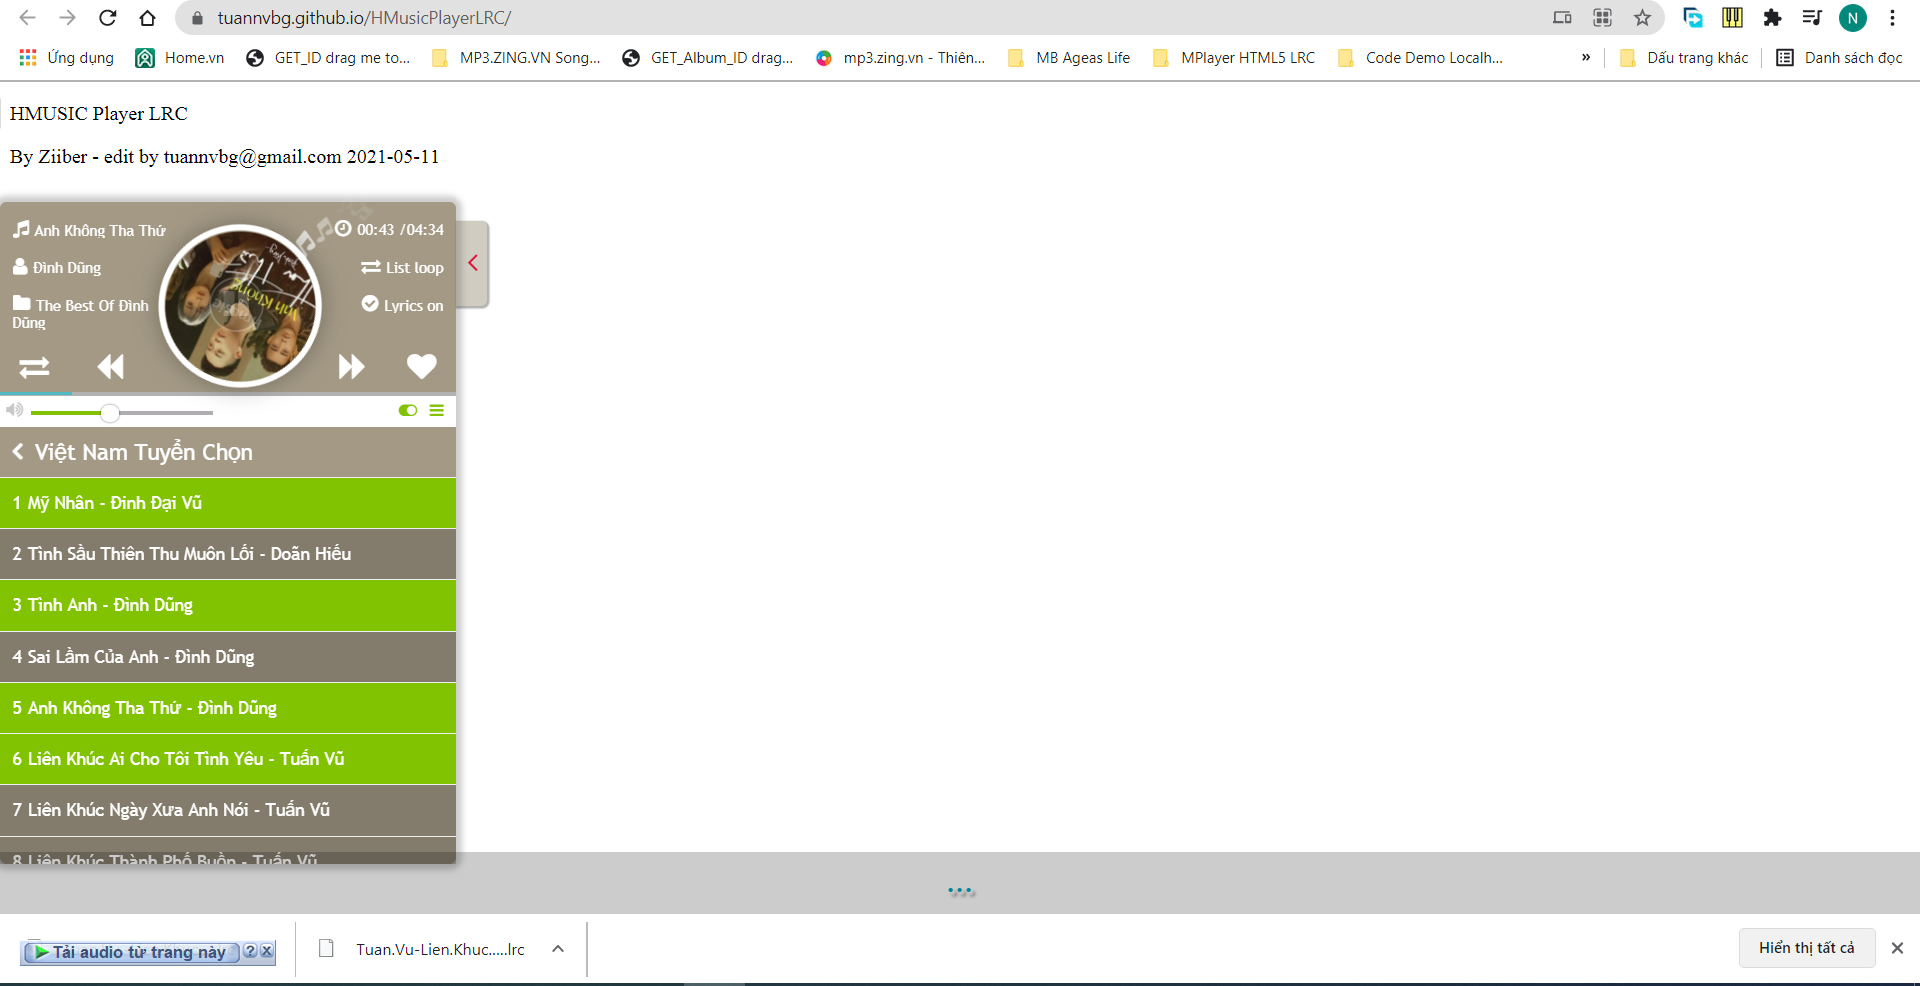 tuannvbg.github.io/HMusicPlayerLRC/
N
Ứng dụng
Home.vn
GET_ID drag me to...
MP3.ZING.VN Song...
GET_Album_ID drag...
mp3.zing.vn - Thiên...
MB Ageas Life
MPlayer HTML5 LRC
Code Demo Localh...
»
Dấu trang khác
Danh sách đọc
HMUSIC Player LRC
By Ziiber - edit by tuannvbg@gmail.com 2021-05-11
Anh Không Tha Thứ
00:43 /04:34
Đình Dũng
List loop
The Best Of Đình
Dũng
Lyrics on
Việt Nam Tuyển Chọn
1 Mỹ Nhân - Đinh Đại Vũ
2 Tình Sầu Thiên Thu Muôn Lối - Doãn Hiếu
3 Tình Anh - Đình Dũng
4 Sai Lầm Của Anh - Đình Dũng
5 Anh Không Tha Thứ - Đình Dũng
6 Liên Khúc Ai Cho Tôi Tình Yêu - Tuấn Vũ
7 Liên Khúc Ngày Xưa Anh Nói - Tuấn Vũ
8 Liên Khúc Thành Phố Buồn - Tuấn Vũ
...
Tải audio từ trang này
?
Tuan.Vu-Lien.Khuc.....lrc
Hiển thị tất cả